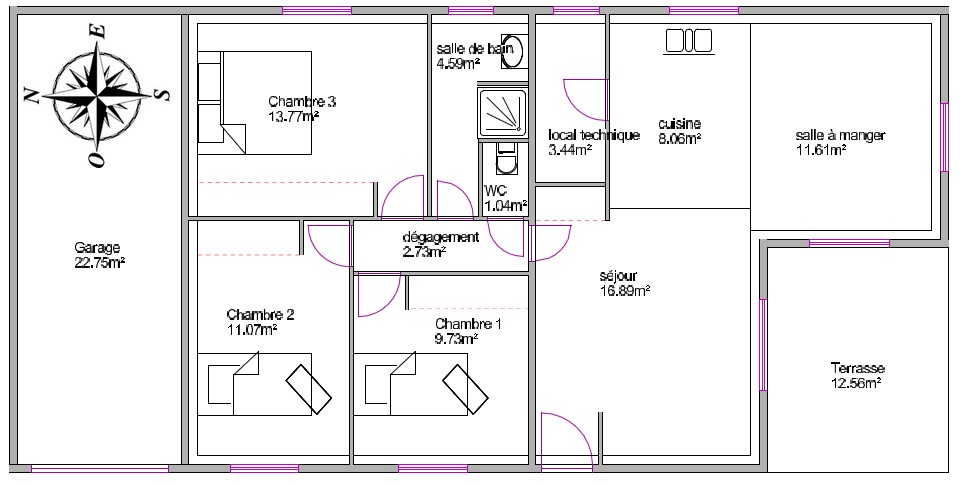 E
N
S
O
Chambre 3
13.77m²
salle de bain
4.59m²
local technique
3.44m²
cuisine
8.06m²
salle à manger
11.61m²
WC
1.04m²
Garage
22.75m²
dégagement
2.73m²
séjour
16.89m²
Chambre 2
11.07m²
Chambre 1
9.73m²
Terrasse
12.56m²